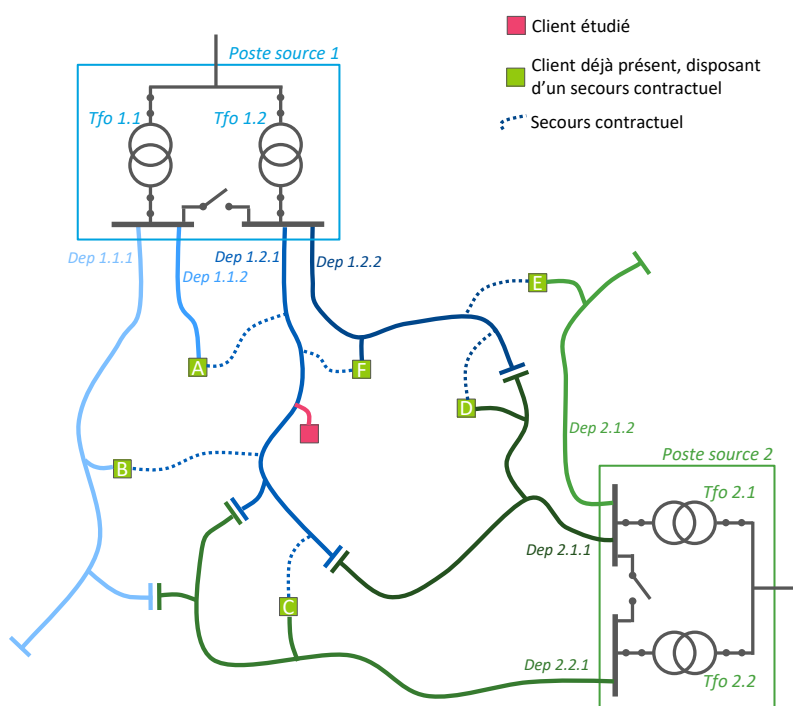 Client étudié
Poste source 1
Client déjà présent, disposant
d'un secours contractuel
Tfo 1.1
Tfo 1.2
Secours contractuel
Dep 1.1.1
Dep 1.2.1
Dep 1.2.2
Dep 1.1.2
E
A
F
D
Dep 2.1.2
B
Poste source 2
Tfo 2.1
Dep 2.1.1
C
Dep 2.2.1
Tfo 2.2